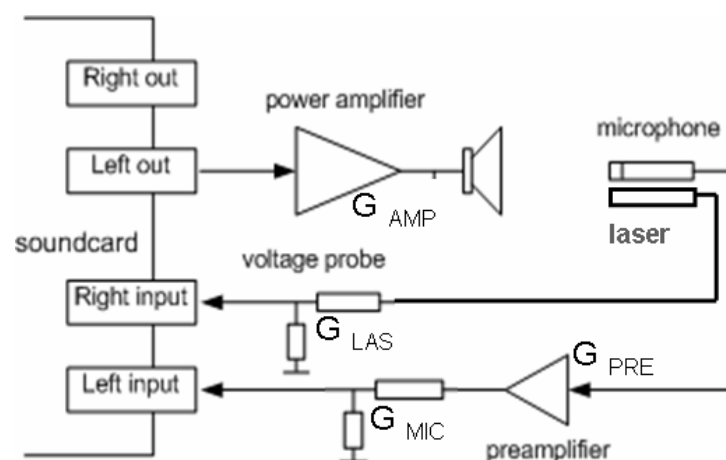 Right out
power amplifier
microphone
Left out
G AMP
laser
soundcard
voltage probe
Right input
G LAS
G PRE
Left input
G MIC
preamplifier